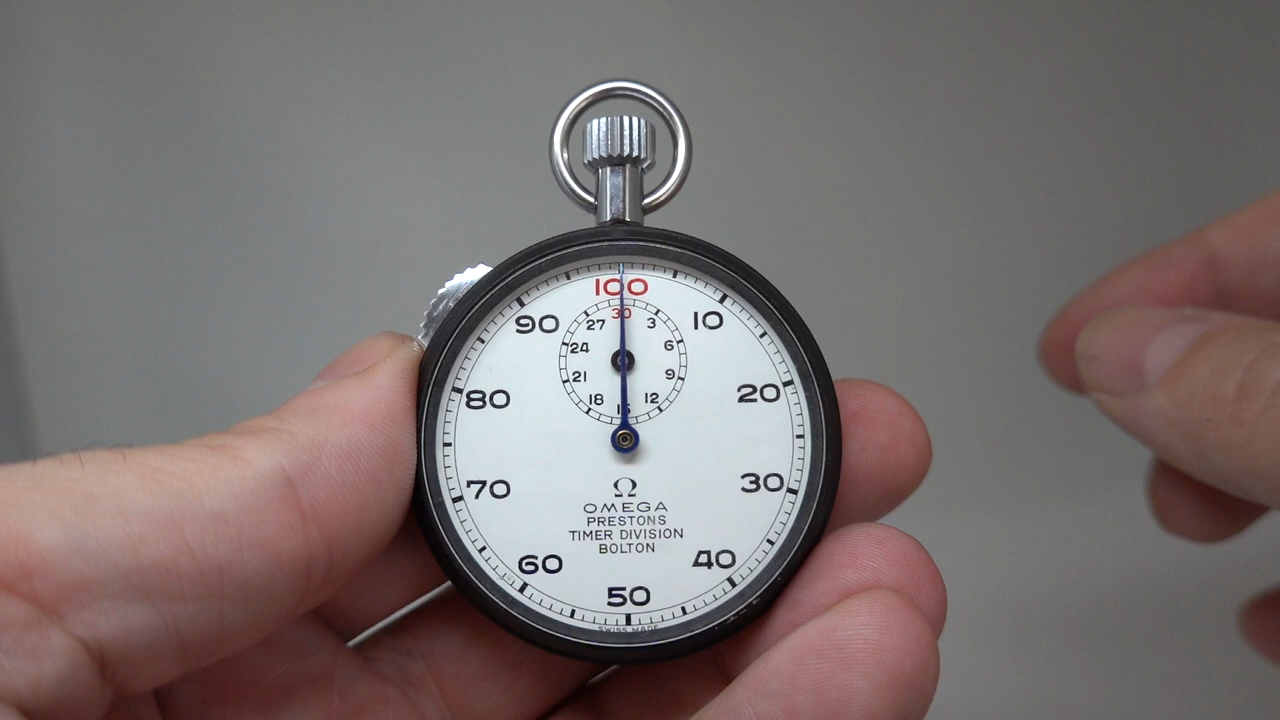 100
30
27 3
90 10
24 6
21 9
80 20
18 12
15
70 30
Ω
OMEGA
PRESTONS
TIMER DIVISION
BOLTON
60 40
50
SWISS MADE